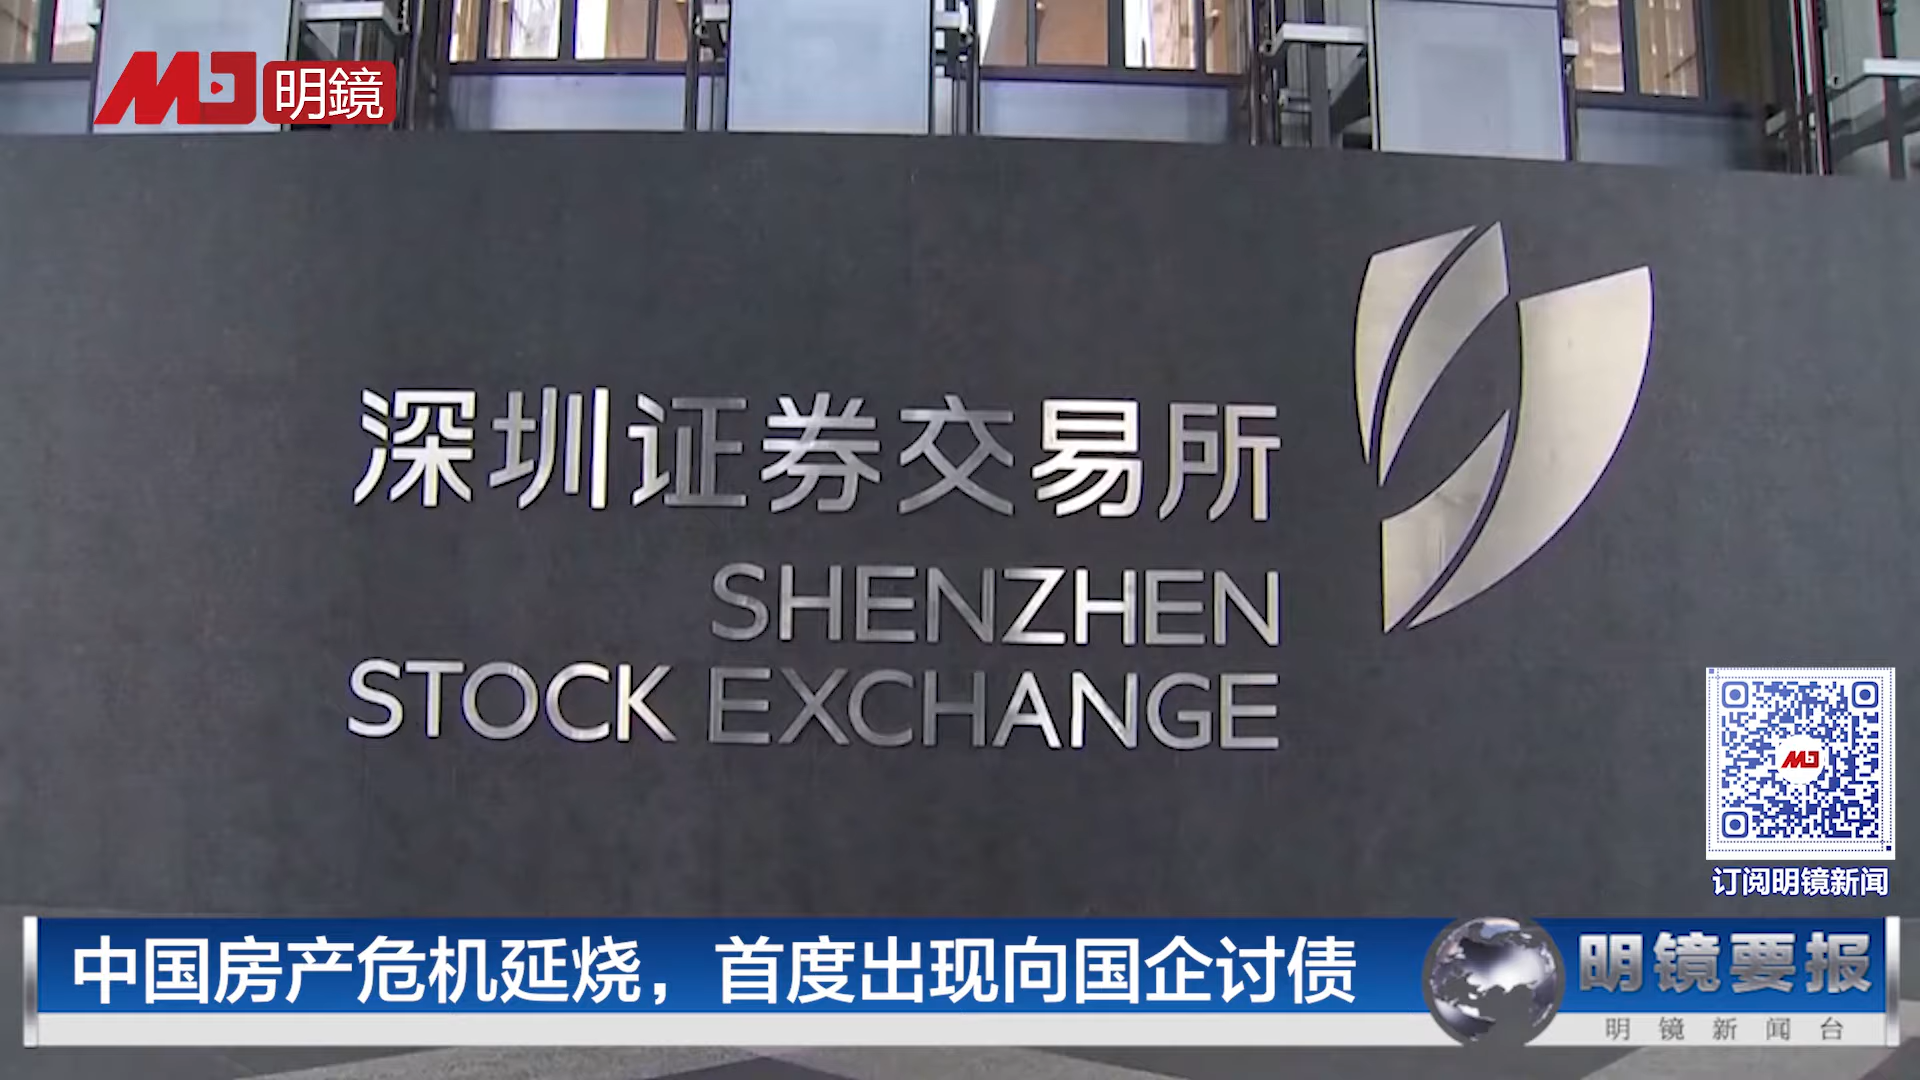 明鏡
深圳证券交易所
SHENZHEN
STOCK EXCHANGE
订阅明镜新闻
中国房产危机延烧，首度出现向国企讨债
明镜要报
明镜新闻台